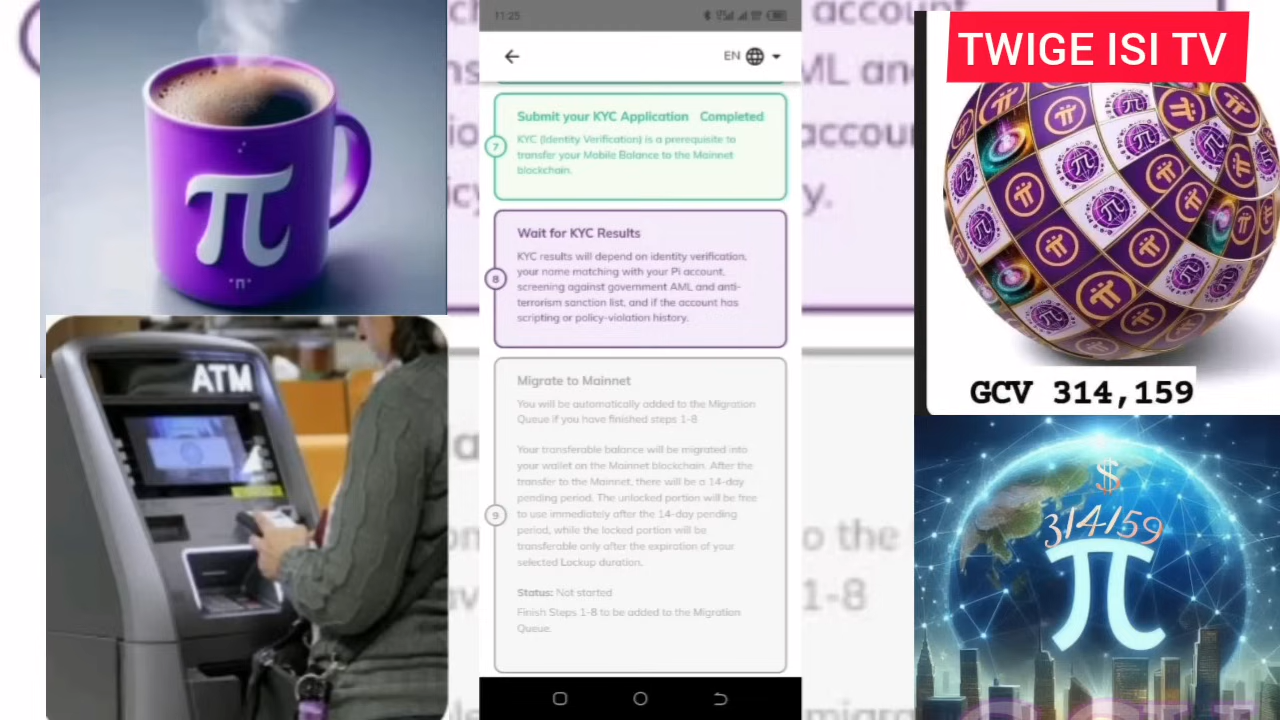 TWIGE ISI TV
11:25
EN
Submit your KYC Application Completed
7
KYC (Identity Verification) is a prerequisite to
transfer your Mobile Balance to the Mainnet
blockchain.
Wait for KYC Results
8
KYC results will depend on identity verification,
your name matching with your Pi account,
screening against government AML and anti-
terrorism sanction list, and if the account has
scripting or policy-violation history.
Migrate to Mainnet
You will be automatically added to the Migration
Queue if you have finished steps 1-8
9
Your transferable balance will be migrated into
your wallet on the Mainnet blockchain. After the
transfer to the Mainnet, there will be a 14-day
pending period. The unlocked portion will be free
to use immediately after the 14-day pending
period, while the locked portion will be
transferable only after the expiration of your
selected Lockup duration.
Status: Not started
Finish Steps 1-8 to be added to the Migration
Queue.
π
ATM
GCV 314,159
$
314159
π